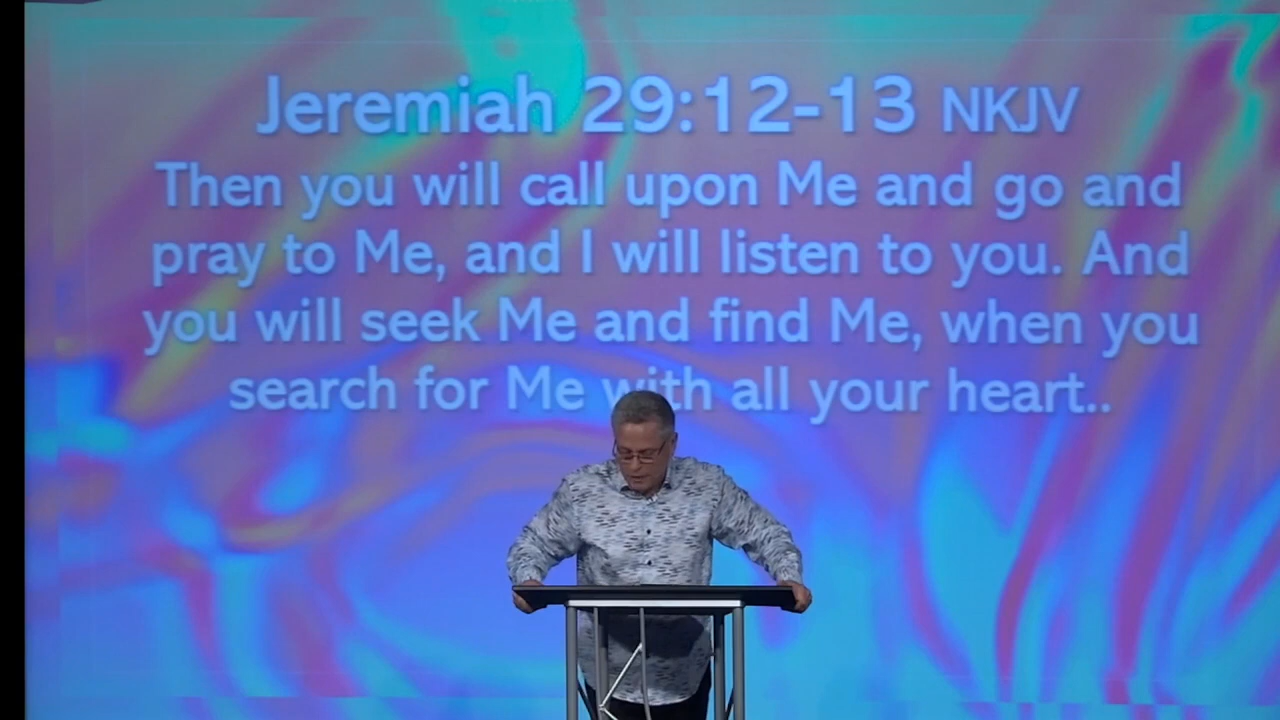 Jeremiah 29:12-13 NKJV
Then you will call upon Me and go and
pray to Me, and I will listen to you. And
you will seek Me and find Me, when you
search for Me with all your heart..